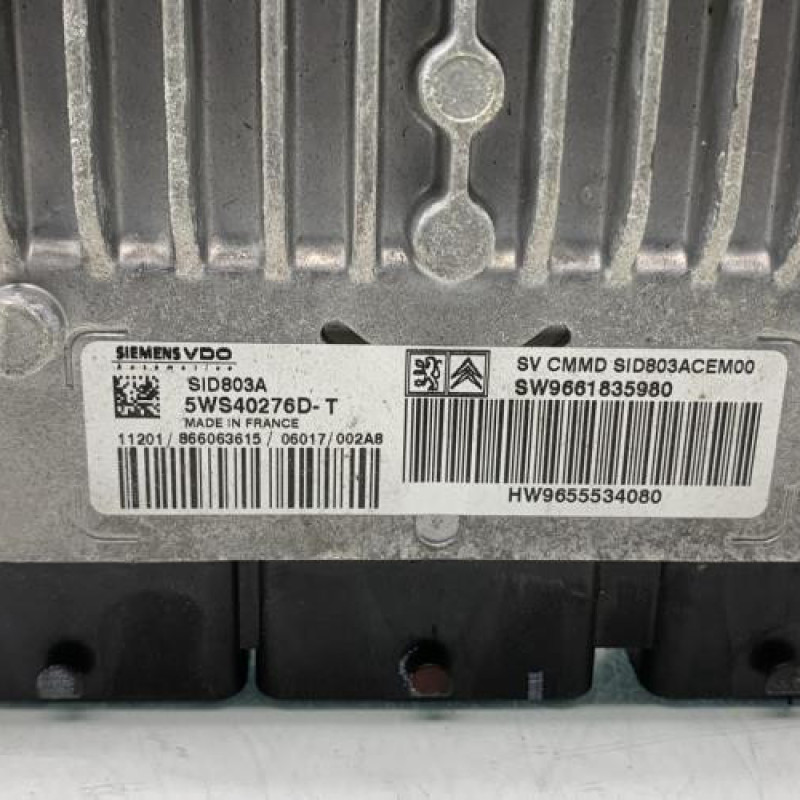 SIEMENS VDO
Automotive
SID803A
5WS40276D-T
MADE IN FRANCE
11201/866063615/06017/002A8
SV CMMD SID803ACEM00
SW9661835980
HW9655534080